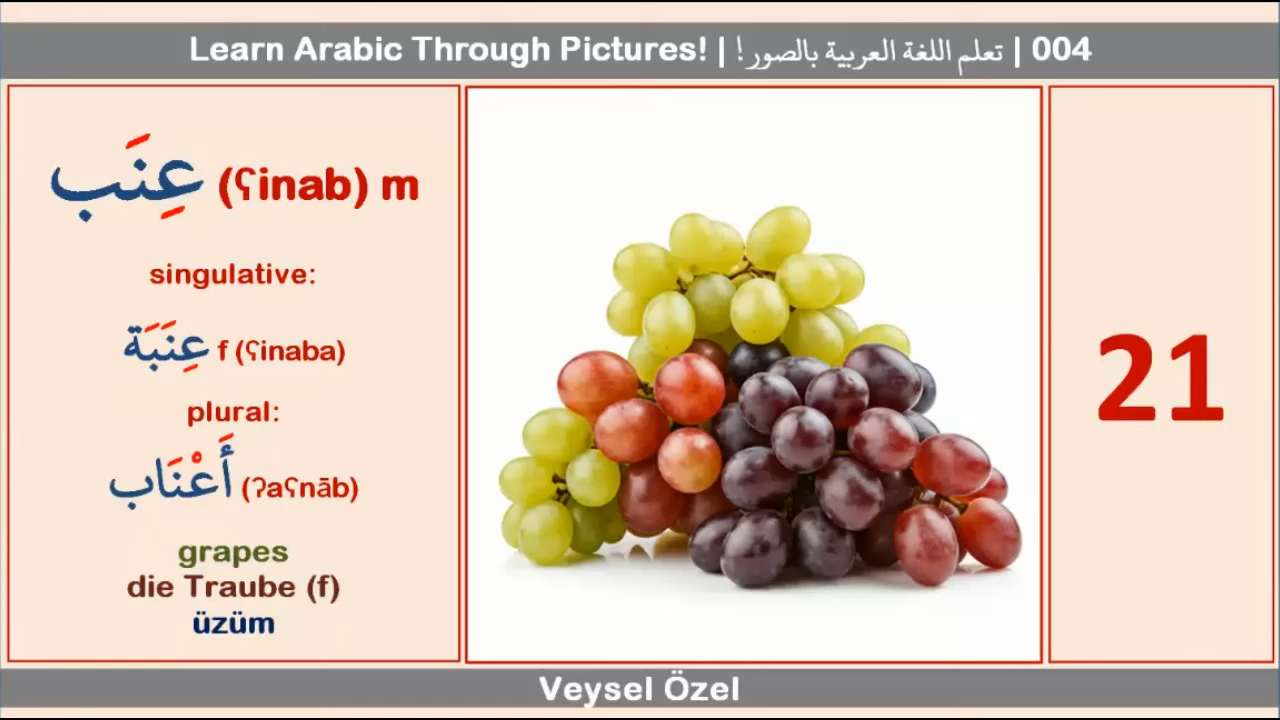 Learn Arabic Through Pictures! | تعلم اللغة العربية بالصور! | 004
عِنَب (ʕinab) m
singulative:
عِنَبَة f (ʕinaba)
plural:
أَعْنَاب (ʔaʕnāb)
grapes
die Traube (f)
üzüm
21
Veysel Özel